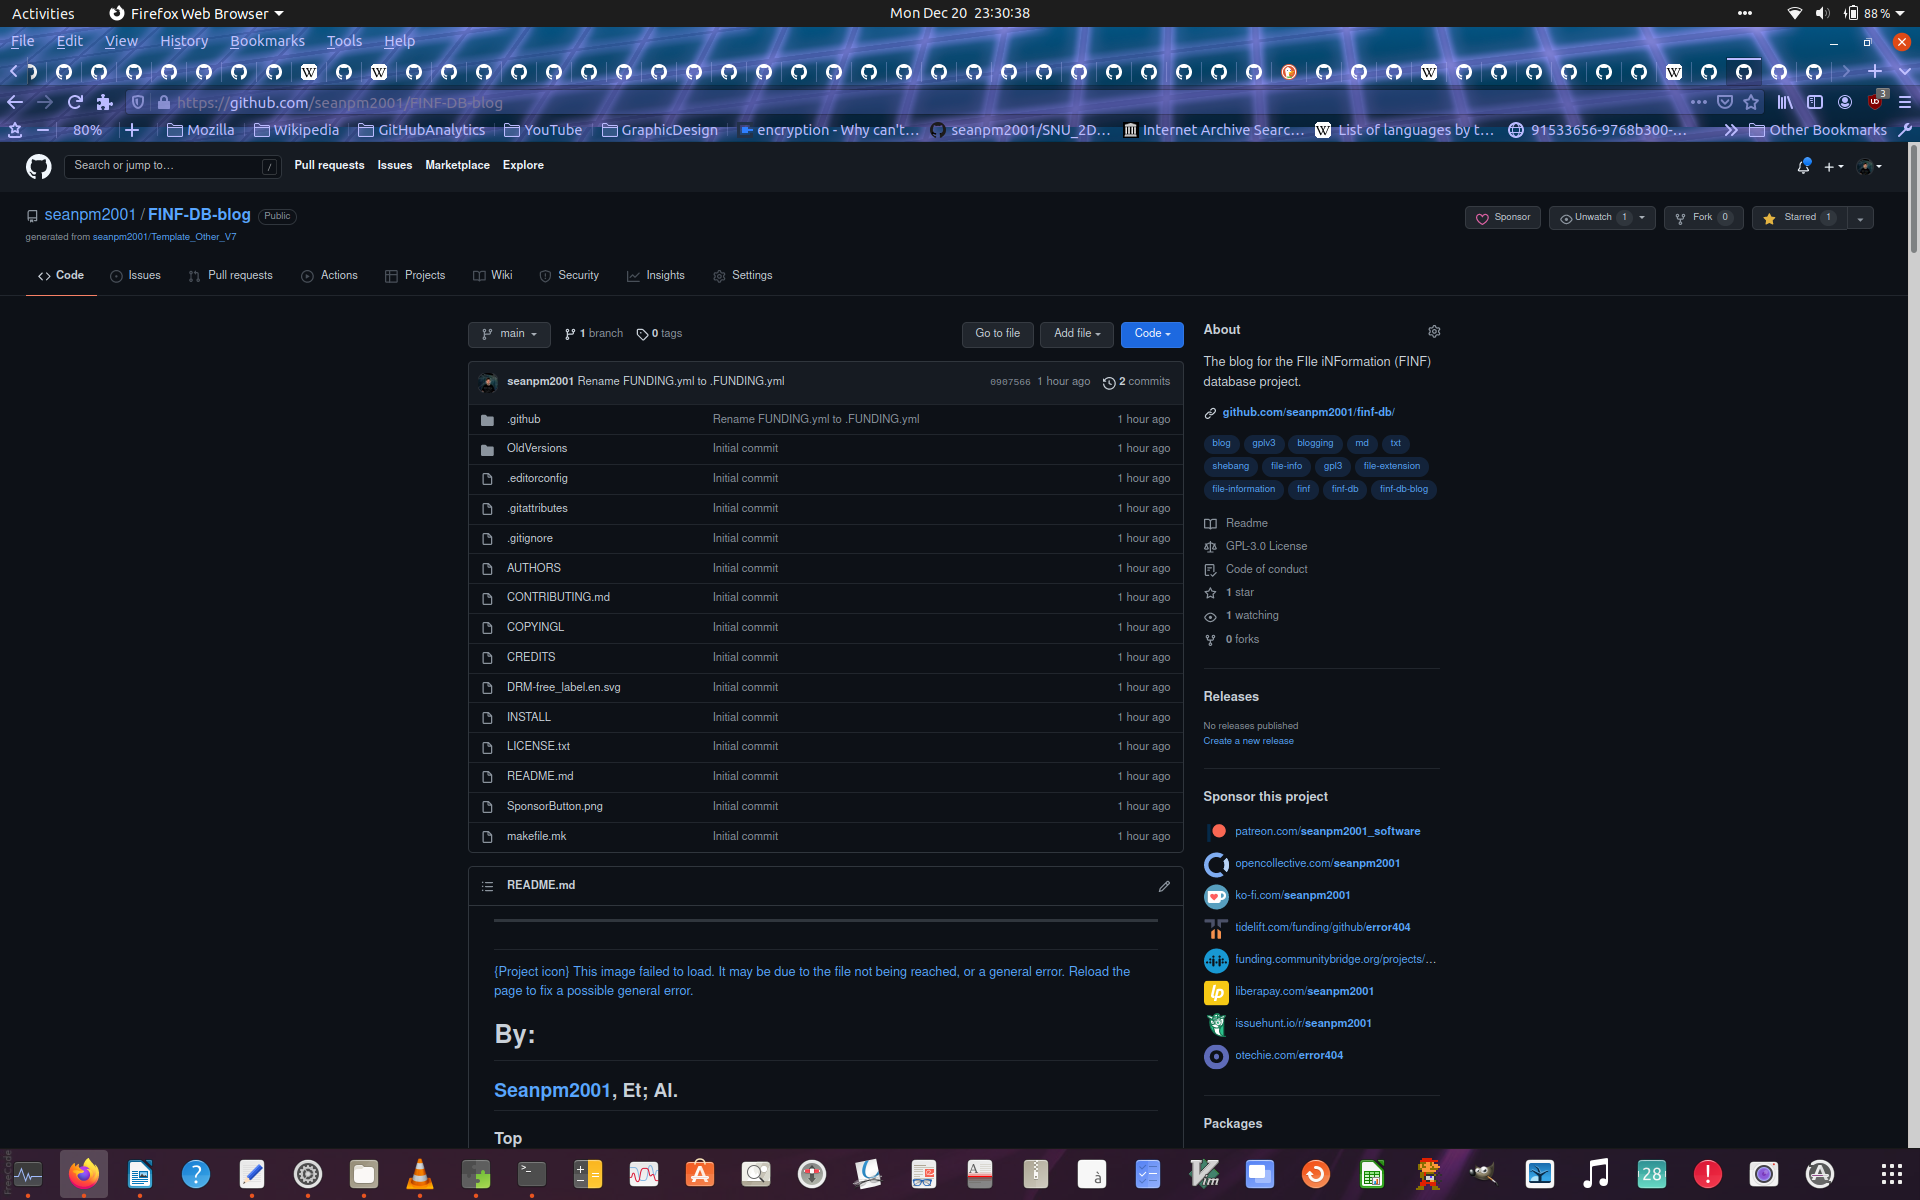 Activities
Firefox Web Browser
Mon Dec 20 23:30:38
88 %
File Edit View History Bookmarks Tools Help
https://github.com/seanpm2001/FINF-DB-blog
3
80%
Mozilla
Wikipedia
GitHubAnalytics
YouTube
GraphicDesign
encryption - Why can't…
seanpm2001/SNU_2D…
Internet Archive Searc…
List of languages by t…
91533656-9768b300-…
Other Bookmarks
Search or jump to…
/
Pull requests Issues Marketplace Explore
seanpm2001 / FINF-DB-blog Public
generated from seanpm2001/Template_Other_V7
Sponsor
Unwatch 1
Fork 0
Starred 1
Code Issues Pull requests Actions Projects Wiki Security Insights Settings
main
1 branch
0 tags
Go to file
Add file
Code
seanpm2001 Rename FUNDING.yml to .FUNDING.yml 0907566 1 hour ago 2 commits
.github Rename FUNDING.yml to .FUNDING.yml 1 hour ago
OldVersions Initial commit 1 hour ago
.editorconfig Initial commit 1 hour ago
.gitattributes Initial commit 1 hour ago
.gitignore Initial commit 1 hour ago
AUTHORS Initial commit 1 hour ago
CONTRIBUTING.md Initial commit 1 hour ago
COPYINGL Initial commit 1 hour ago
CREDITS Initial commit 1 hour ago
DRM-free_label.en.svg Initial commit 1 hour ago
INSTALL Initial commit 1 hour ago
LICENSE.txt Initial commit 1 hour ago
README.md Initial commit 1 hour ago
SponsorButton.png Initial commit 1 hour ago
makefile.mk Initial commit 1 hour ago
README.md
{Project icon} This image failed to load. It may be due to the file not being reached, or a general error. Reload the
page to fix a possible general error.
By:
Seanpm2001, Et; Al.
Top
About
The blog for the FIle iNFormation (FINF)
database project.
github.com/seanpm2001/finf-db/
blog gplv3 blogging md txt
shebang file-info gpl3 file-extension
file-information finf finf-db finf-db-blog
Readme
GPL-3.0 License
Code of conduct
1 star
1 watching
0 forks
Releases
No releases published
Create a new release
Sponsor this project
patreon.com/seanpm2001_software
opencollective.com/seanpm2001
ko-fi.com/seanpm2001
tidelift.com/funding/github/error404
funding.communitybridge.org/projects/…
liberapay.com/seanpm2001
issuehunt.io/r/seanpm2001
otechie.com/error404
Packages
FreeCode
28